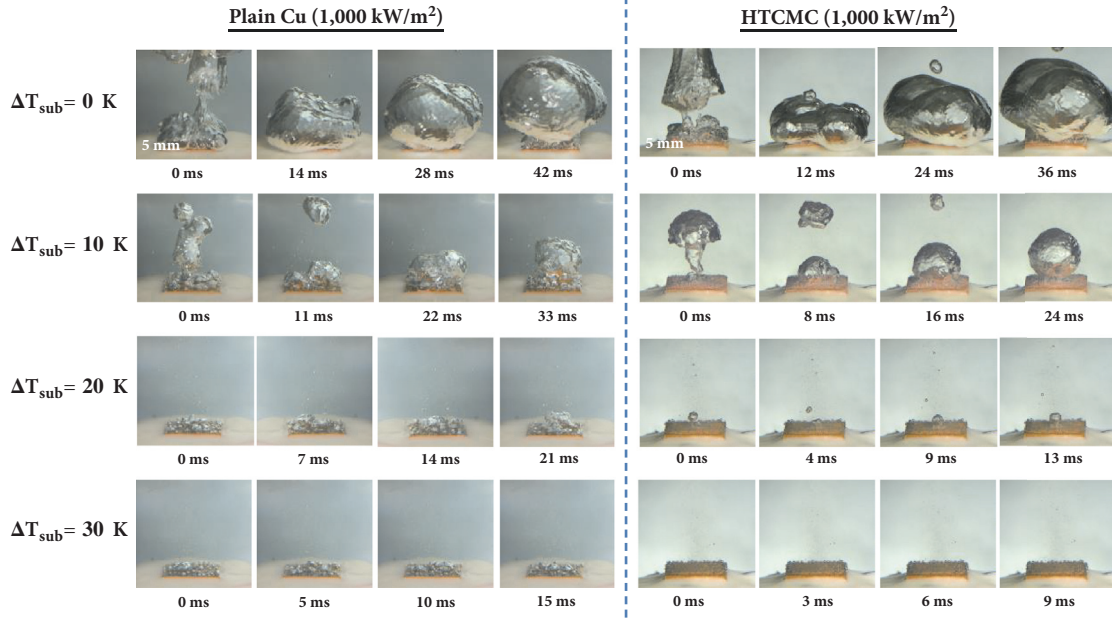 Plain Cu (1,000 kW/m²)
HTCMC (1,000 kW/m²)
ΔTsub= 0 K
5 mm
5 mm
0 ms 14 ms 28 ms 42 ms
0 ms 12 ms 24 ms 36 ms
ΔTsub= 10 K
0 ms 11 ms 22 ms 33 ms
0 ms 8 ms 16 ms 24 ms
ΔTsub= 20 K
0 ms 7 ms 14 ms 21 ms
0 ms 4 ms 9 ms 13 ms
ΔTsub= 30 K
0 ms 5 ms 10 ms 15 ms
0 ms 3 ms 6 ms 9 ms